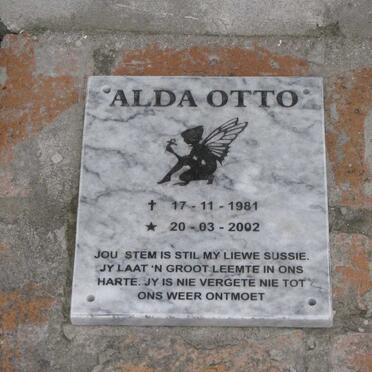 ALDA OTTO
✝ 17 - 11 - 1981
★ 20 - 03 - 2002
JOU STEM IS STIL MY LIEWE SUSSIE.
JY LAAT 'N GROOT LEEMTE IN ONS
HARTE. JY IS NIE VERGETE NIE TOT
ONS WEER ONTMOET